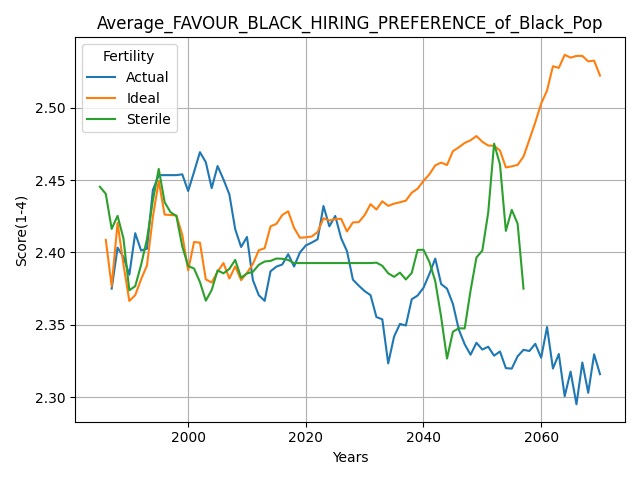 Average_FAVOUR_BLACK_HIRING_PREFERENCE_of_Black_Pop
Fertility
Actual
Ideal
Sterile
Score(1-4)
2.50
2.45
2.40
2.35
2.30
2000 2020 2040 2060
Years